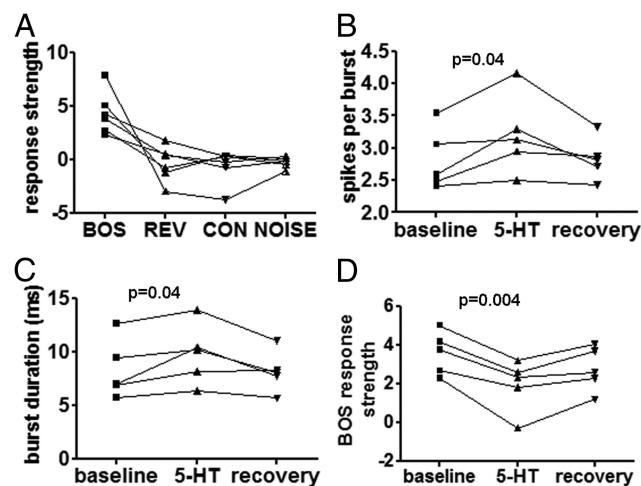 A
response strength
10
5
0
-5
BOS REV CON NOISE
B
p=0.04
spikes per burst
4.5
4.0
3.5
3.0
2.5
2.0
baseline 5-HT recovery
C
p=0.04
burst duration (ms)
15
10
5
0
baseline 5-HT recovery
D
p=0.004
BOS response
strength
6
4
2
0
-2
baseline 5-HT recovery